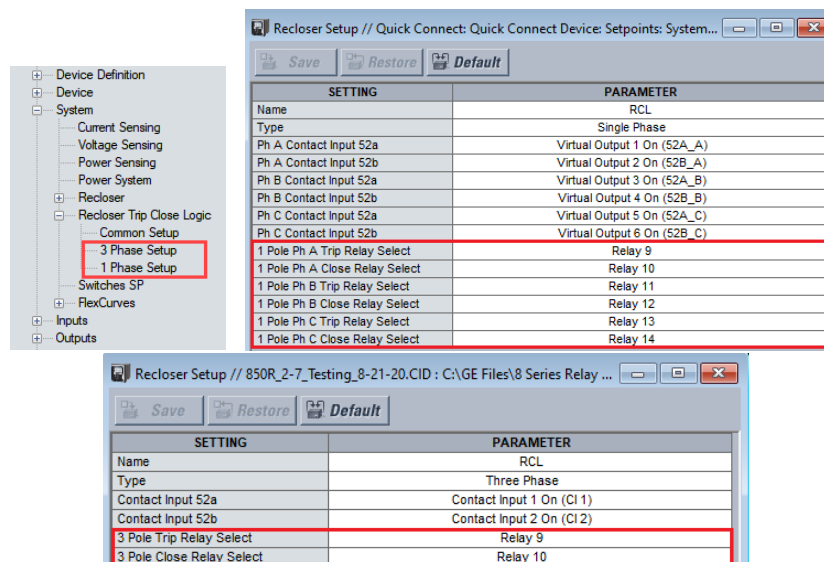 Device Definition
Device
System
Current Sensing
Voltage Sensing
Power Sensing
Power System
Recloser
Recloser Trip Close Logic
Common Setup
3 Phase Setup
1 Phase Setup
Switches SP
FlexCurves
Inputs
Outputs
Recloser Setup // Quick Connect: Quick Connect Device: Setpoints: System...
Save Restore Default
SETTING PARAMETER
Name RCL
Type Single Phase
Ph A Contact Input 52a Virtual Output 1 On (52A_A)
Ph A Contact Input 52b Virtual Output 2 On (52B_A)
Ph B Contact Input 52a Virtual Output 3 On (52A_B)
Ph B Contact Input 52b Virtual Output 4 On (52B_B)
Ph C Contact Input 52a Virtual Output 5 On (52A_C)
Ph C Contact Input 52b Virtual Output 6 On (52B_C)
1 Pole Ph A Trip Relay Select Relay 9
1 Pole Ph A Close Relay Select Relay 10
1 Pole Ph B Trip Relay Select Relay 11
1 Pole Ph B Close Relay Select Relay 12
1 Pole Ph C Trip Relay Select Relay 13
1 Pole Ph C Close Relay Select Relay 14
Recloser Setup // 850R_2-7_Testing_8-21-20.CID : C:\GE Files\8 Series Relay ...
Save Restore Default
SETTING PARAMETER
Name RCL
Type Three Phase
Contact Input 52a Contact Input 1 On (CI 1)
Contact Input 52b Contact Input 2 On (CI 2)
3 Pole Trip Relay Select Relay 9
3 Pole Close Relay Select Relay 10